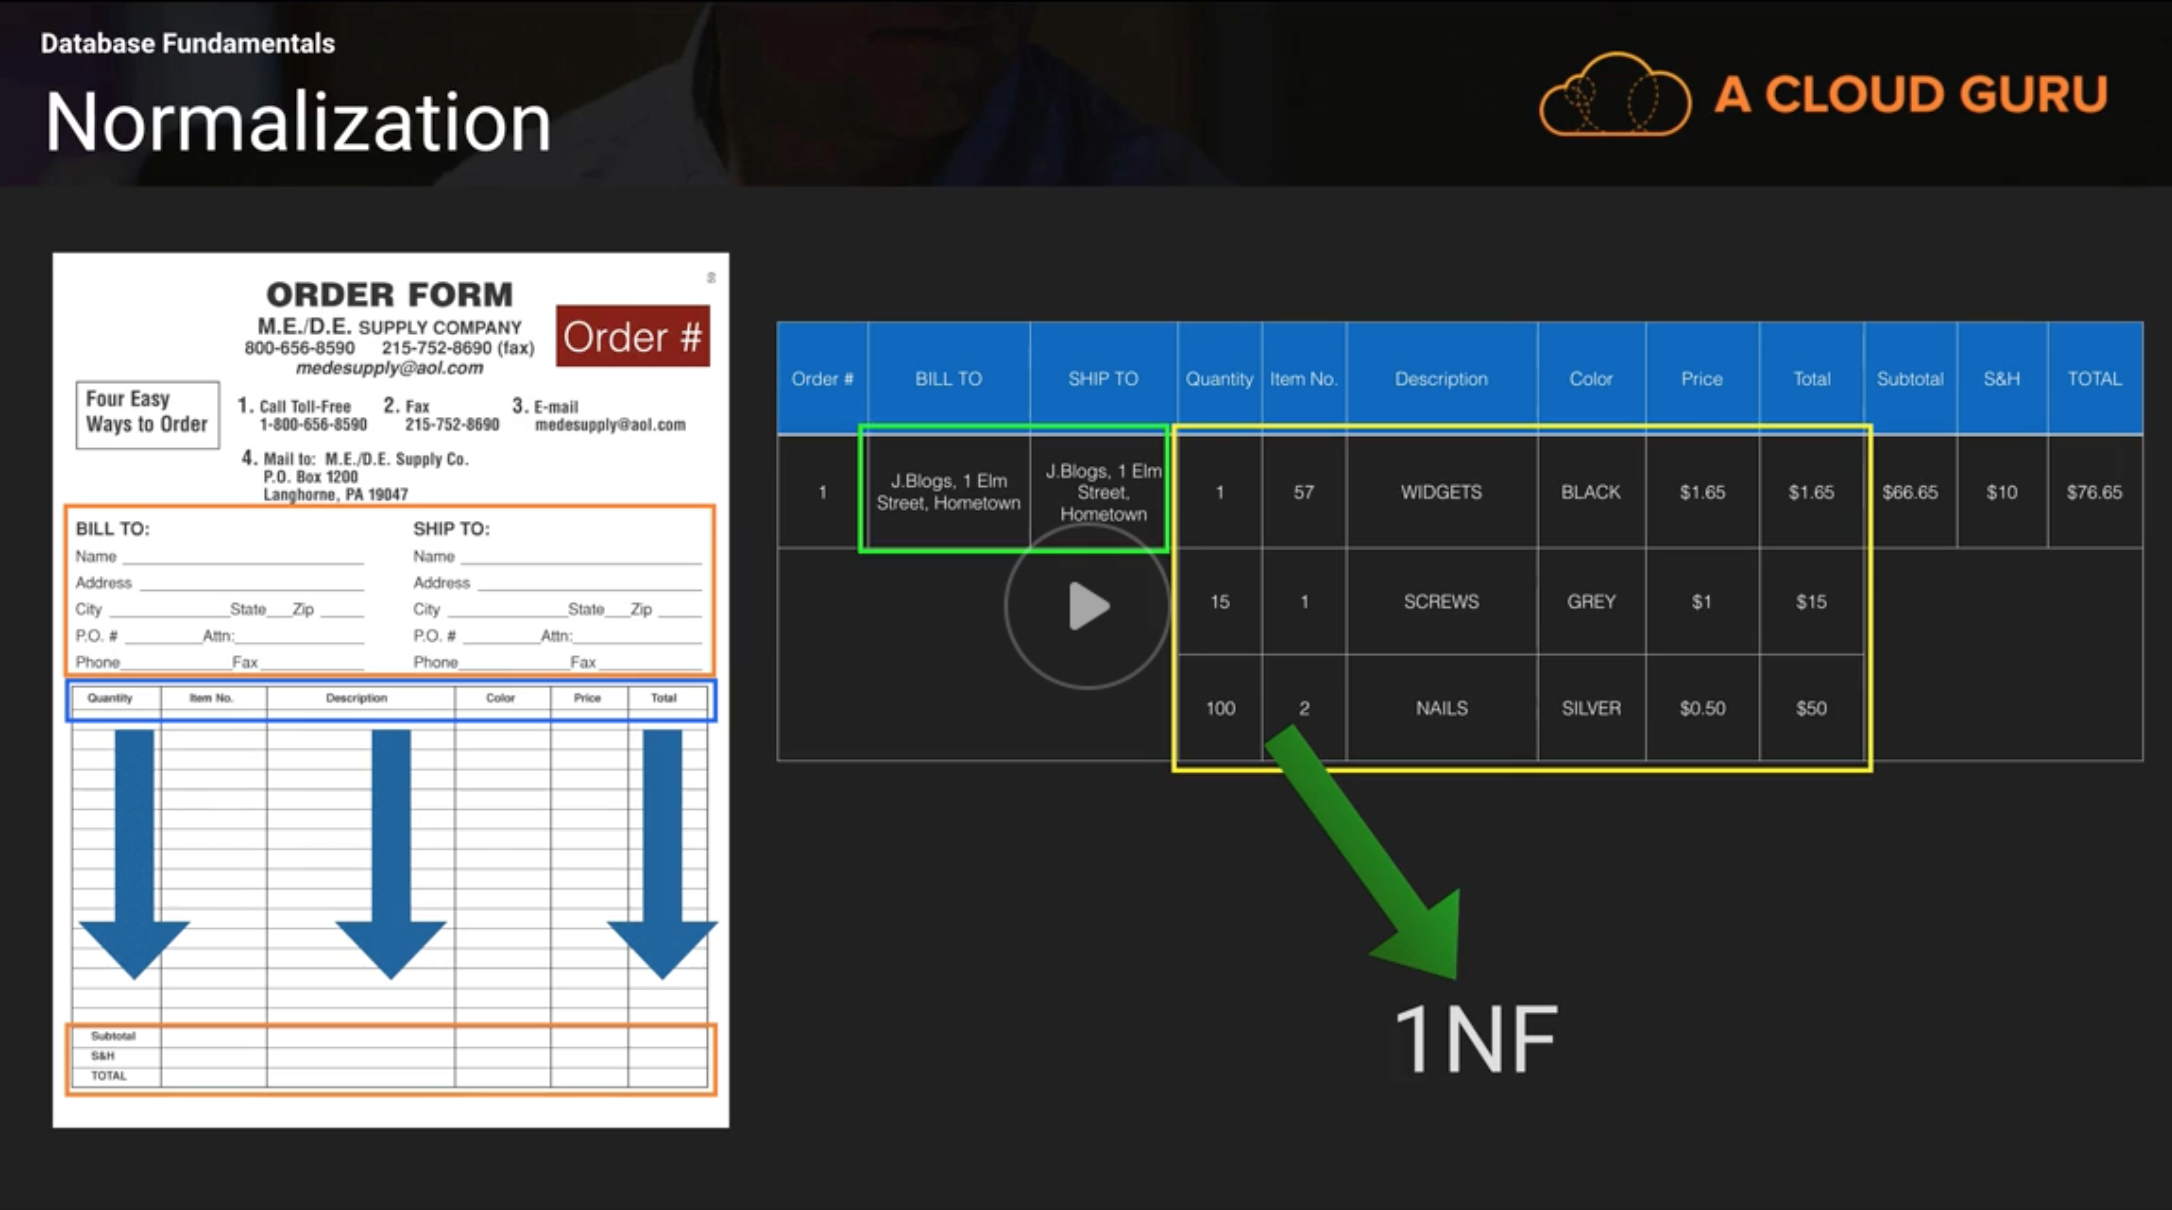 Database Fundamentals
Normalization
A CLOUD GURU
ORDER FORM
M.E./D.E. SUPPLY COMPANY
800-656-8590 215-752-8690 (fax)
medesupply@aol.com
Order #
Four Easy
Ways to Order
1. Call Toll-Free
1-800-656-8590
2. Fax
215-752-8690
3. E-mail
medesupply@aol.com
4. Mail to: M.E./D.E. Supply Co.
P.O. Box 1200
Langhorne, PA 19047
BILL TO:
Name
Address
City State Zip
P.O. # Attn:
Phone Fax
SHIP TO:
Name
Address
City State Zip
P.O. # Attn:
Phone Fax
Quantity Item No. Description Color Price Total
Subtotal
S&H
TOTAL
Order # BILL TO SHIP TO Quantity Item No. Description Color Price Total Subtotal S&H TOTAL
1
J.Blogs, 1 Elm
Street, Hometown
J.Blogs, 1 Elm
Street,
Hometown
1 57 WIDGETS BLACK $1.65 $1.65 $66.65 $10 $76.65
15 1 SCREWS GREY $1 $15
100 2 NAILS SILVER $0.50 $50
1NF